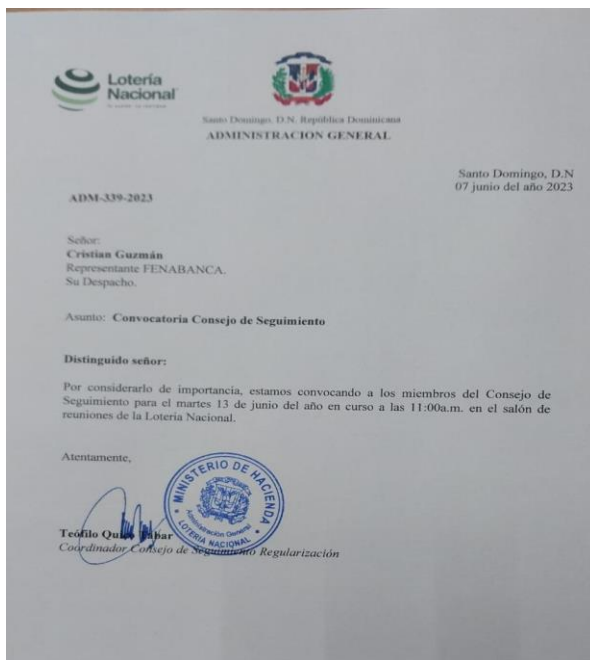 Lotería
Nacional
Santo Domingo, D.N. República Dominicana
ADMINISTRACION GENERAL
Santo Domingo, D.N
07 junio del año 2023
ADM-339-2023
Señor:
Cristian Guzmán
Representante FENABANCA.
Su Despacho.
Asunto: Convocatoria Consejo de Seguimiento
Distinguido señor:
Por considerarlo de importancia, estamos convocando a los miembros del Consejo de
Seguimiento para el martes 13 de junio del año en curso a las 11:00a.m. en el salón de
reuniones de la Lotería Nacional.
Atentamente,
MINISTERIO DE HACIENDA
Administración General
LOTERIA NACIONAL
Teófilo
Coordinador Consejo de Seguimiento Regularización